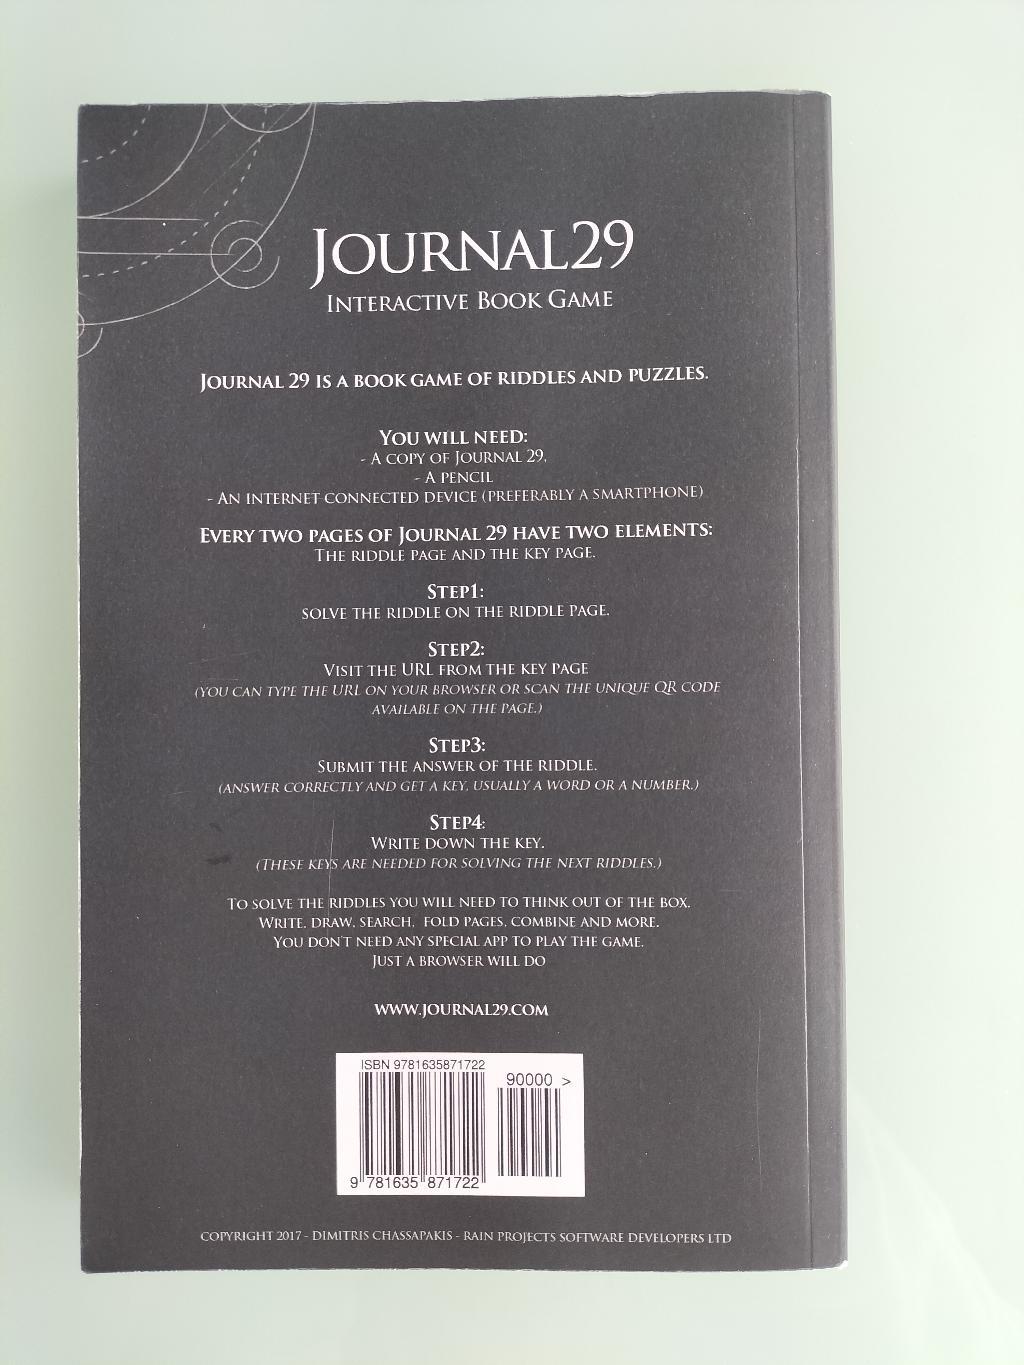 JOURNAL29
INTERACTIVE BOOK GAME
JOURNAL 29 IS A BOOK GAME OF RIDDLES AND PUZZLES.
YOU WILL NEED:
- A COPY OF JOURNAL 29,
- A PENCIL
- AN INTERNET CONNECTED DEVICE (PREFERABLY A SMARTPHONE)
EVERY TWO PAGES OF JOURNAL 29 HAVE TWO ELEMENTS:
THE RIDDLE PAGE AND THE KEY PAGE.
STEP1:
SOLVE THE RIDDLE ON THE RIDDLE PAGE.
STEP2:
VISIT THE URL FROM THE KEY PAGE
(YOU CAN TYPE THE URL ON YOUR BROWSER OR SCAN THE UNIQUE QR CODE
AVAILABLE ON THE PAGE.)
STEP3:
SUBMIT THE ANSWER OF THE RIDDLE.
(ANSWER CORRECTLY AND GET A KEY, USUALLY A WORD OR A NUMBER.)
STEP4:
WRITE DOWN THE KEY.
(THESE KEYS ARE NEEDED FOR SOLVING THE NEXT RIDDLES.)
TO SOLVE THE RIDDLES YOU WILL NEED TO THINK OUT OF THE BOX.
WRITE, DRAW, SEARCH, FOLD PAGES, COMBINE AND MORE.
YOU DON'T NEED ANY SPECIAL APP TO PLAY THE GAME.
JUST A BROWSER WILL DO
WWW.JOURNAL29.COM
ISBN 9781635871722
90000 >
9 781635 871722
COPYRIGHT 2017 - DIMITRIS CHASSAPAKIS - RAIN PROJECTS SOFTWARE DEVELOPERS LTD